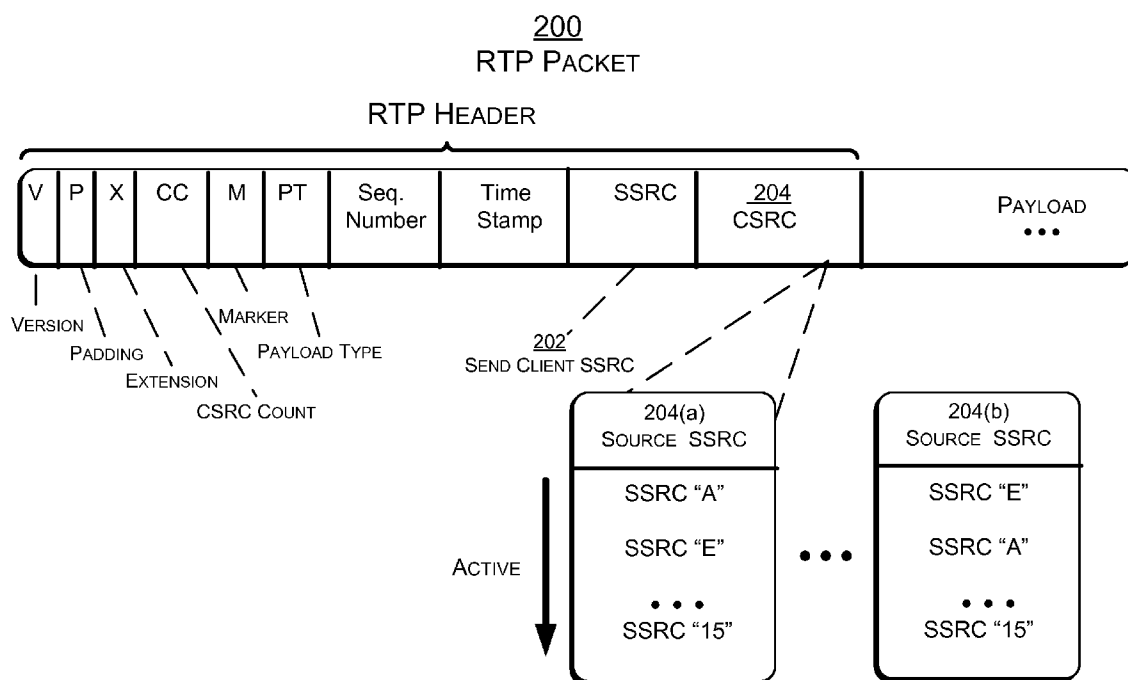 200
RTP PACKET
RTP HEADER
V P X CC M PT Seq. Number Time Stamp SSRC 204 CSRC PAYLOAD
•••
VERSION
PADDING
EXTENSION
CSRC COUNT
MARKER
PAYLOAD TYPE
202
SEND CLIENT SSRC
ACTIVE
204(a)
SOURCE SSRC
SSRC “A”
SSRC “E”
•••
SSRC “15”
•••
204(b)
SOURCE SSRC
SSRC “E”
SSRC “A”
•••
SSRC “15”